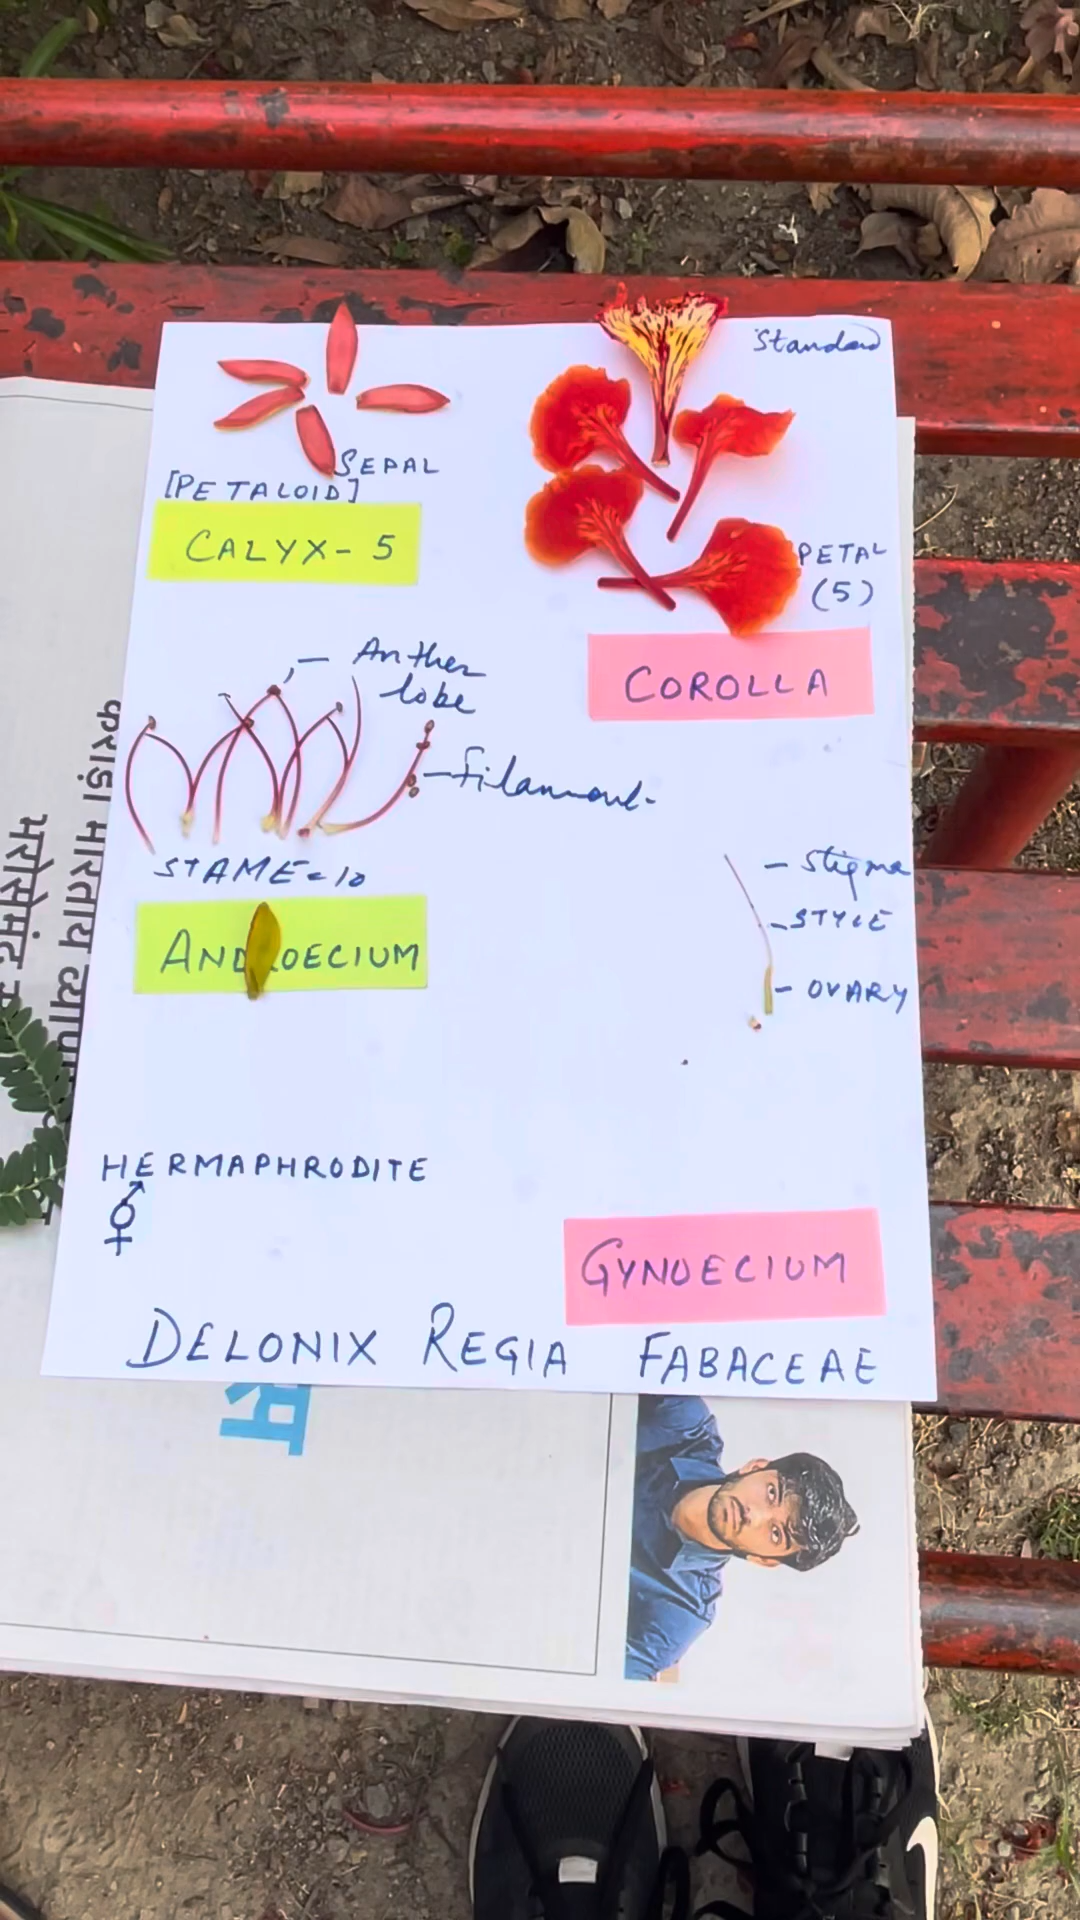 Standard
SEPAL
[PETALOID]
CALYX - 5
PETAL
(5)
COROLLA
Anther
lobe
Filament
STAME = 10
ANDROECIUM
Stigma
STYLE
OVARY
HERMAPHRODITE
GYNOECIUM
DELONIX REGIA FABACEAE